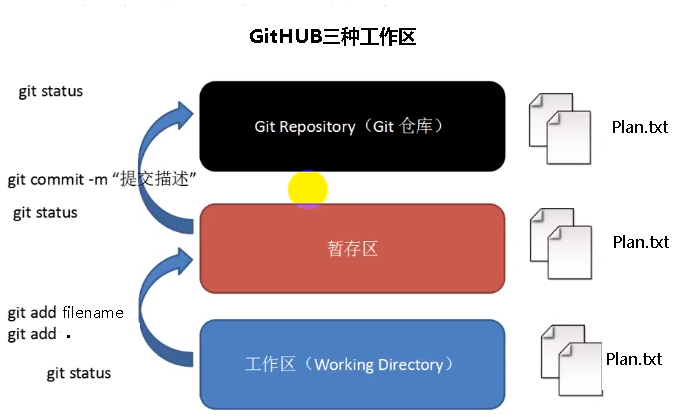 GitHUB三种工作区
git status
Git Repository（Git 仓库）
Plan.txt
git commit -m “提交描述”
git status
暂存区
Plan.txt
git add filename
git add .
工作区（Working Directory）
Plan.txt
git status